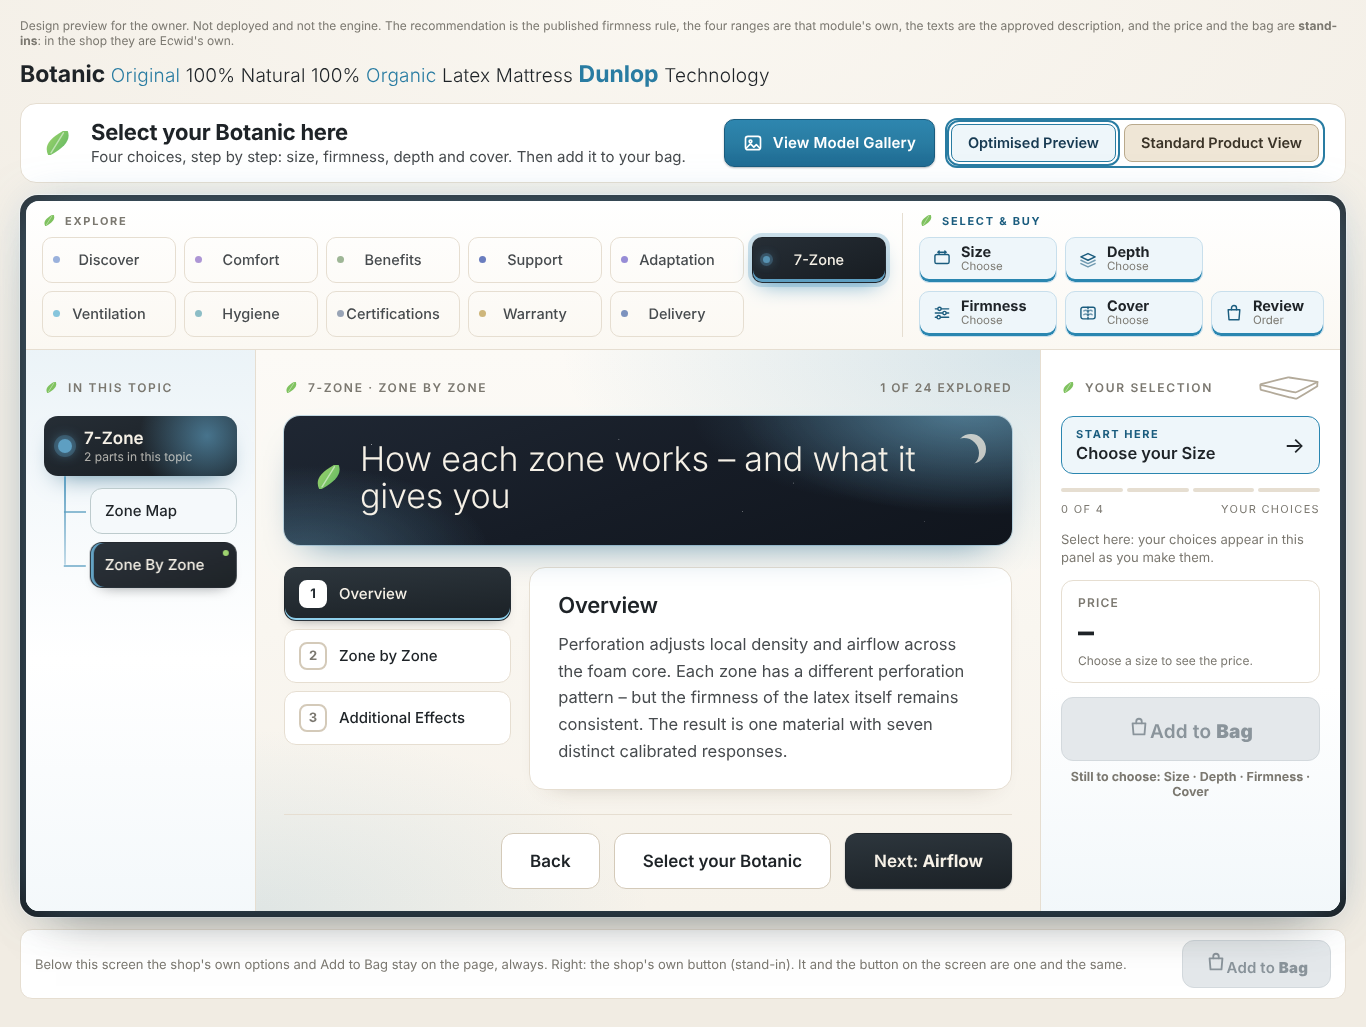 Design preview for the owner. Not deployed and not the engine. The recommendation is the published firmness rule, the four ranges are that module's own, the texts are the approved description, and the price and the bag are stand-
ins: in the shop they are Ecwid's own.
Botanic Original 100% Natural 100% Organic Latex Mattress Dunlop Technology
Select your Botanic here
Four choices, step by step: size, firmness, depth and cover. Then add it to your bag.
View Model Gallery
Optimised Preview
Standard Product View
EXPLORE
Discover
Comfort
Benefits
Support
Adaptation
7-Zone
Ventilation
Hygiene
Certifications
Warranty
Delivery
SELECT & BUY
Size
Choose
Depth
Choose
Firmness
Choose
Cover
Choose
Review
Order
IN THIS TOPIC
7-Zone
2 parts in this topic
Zone Map
Zone By Zone
7-ZONE · ZONE BY ZONE
1 OF 24 EXPLORED
How each zone works – and what it
gives you
1 Overview
2 Zone by Zone
3 Additional Effects
Overview
Perforation adjusts local density and airflow across
the foam core. Each zone has a different perforation
pattern – but the firmness of the latex itself remains
consistent. The result is one material with seven
distinct calibrated responses.
Back
Select your Botanic
Next: Airflow
YOUR SELECTION
START HERE
Choose your Size
0 OF 4
YOUR CHOICES
Select here: your choices appear in this
panel as you make them.
PRICE
–
Choose a size to see the price.
Add to Bag
Still to choose: Size · Depth · Firmness ·
Cover
Below this screen the shop's own options and Add to Bag stay on the page, always. Right: the shop's own button (stand-in). It and the button on the screen are one and the same.
Add to Bag